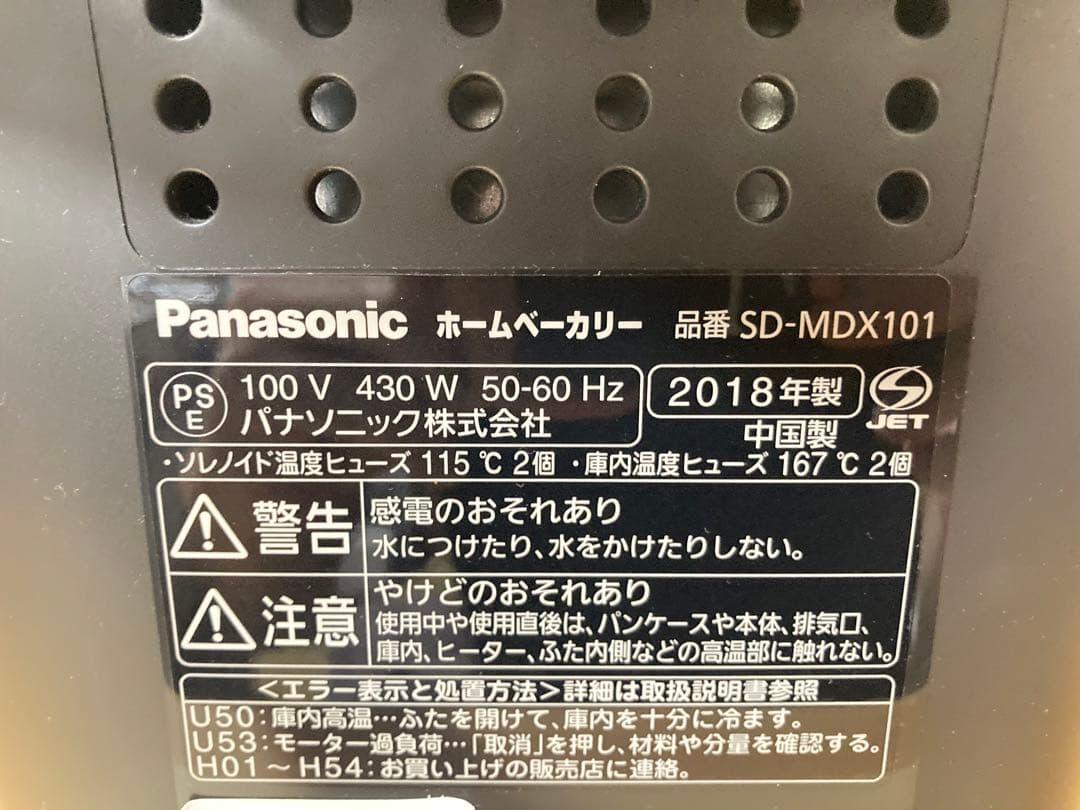 Panasonic ホームベーカリー 品番 SD-MDX101
PS E 100 V 430 W 50-60 Hz 2018年製 JET
パナソニック株式会社 中国製
・ソレノイド温度ヒューズ 115 ℃ 2個 ・庫内温度ヒューズ 167 ℃ 2個
警告 感電のおそれあり
水につけたり、水をかけたりしない。
注意 やけどのおそれあり
使用中や使用直後は、パンケースや本体、排気口、
庫内、ヒーター、ふた内側などの高温部に触れない。
<エラー表示と処置方法>詳細は取扱説明書参照
U50:庫内高温…ふたを開けて、庫内を十分に冷ます。
U53:モーター過負荷…「取消」を押し、材料や分量を確認する。
H01〜H54:お買い上げの販売店に連絡。